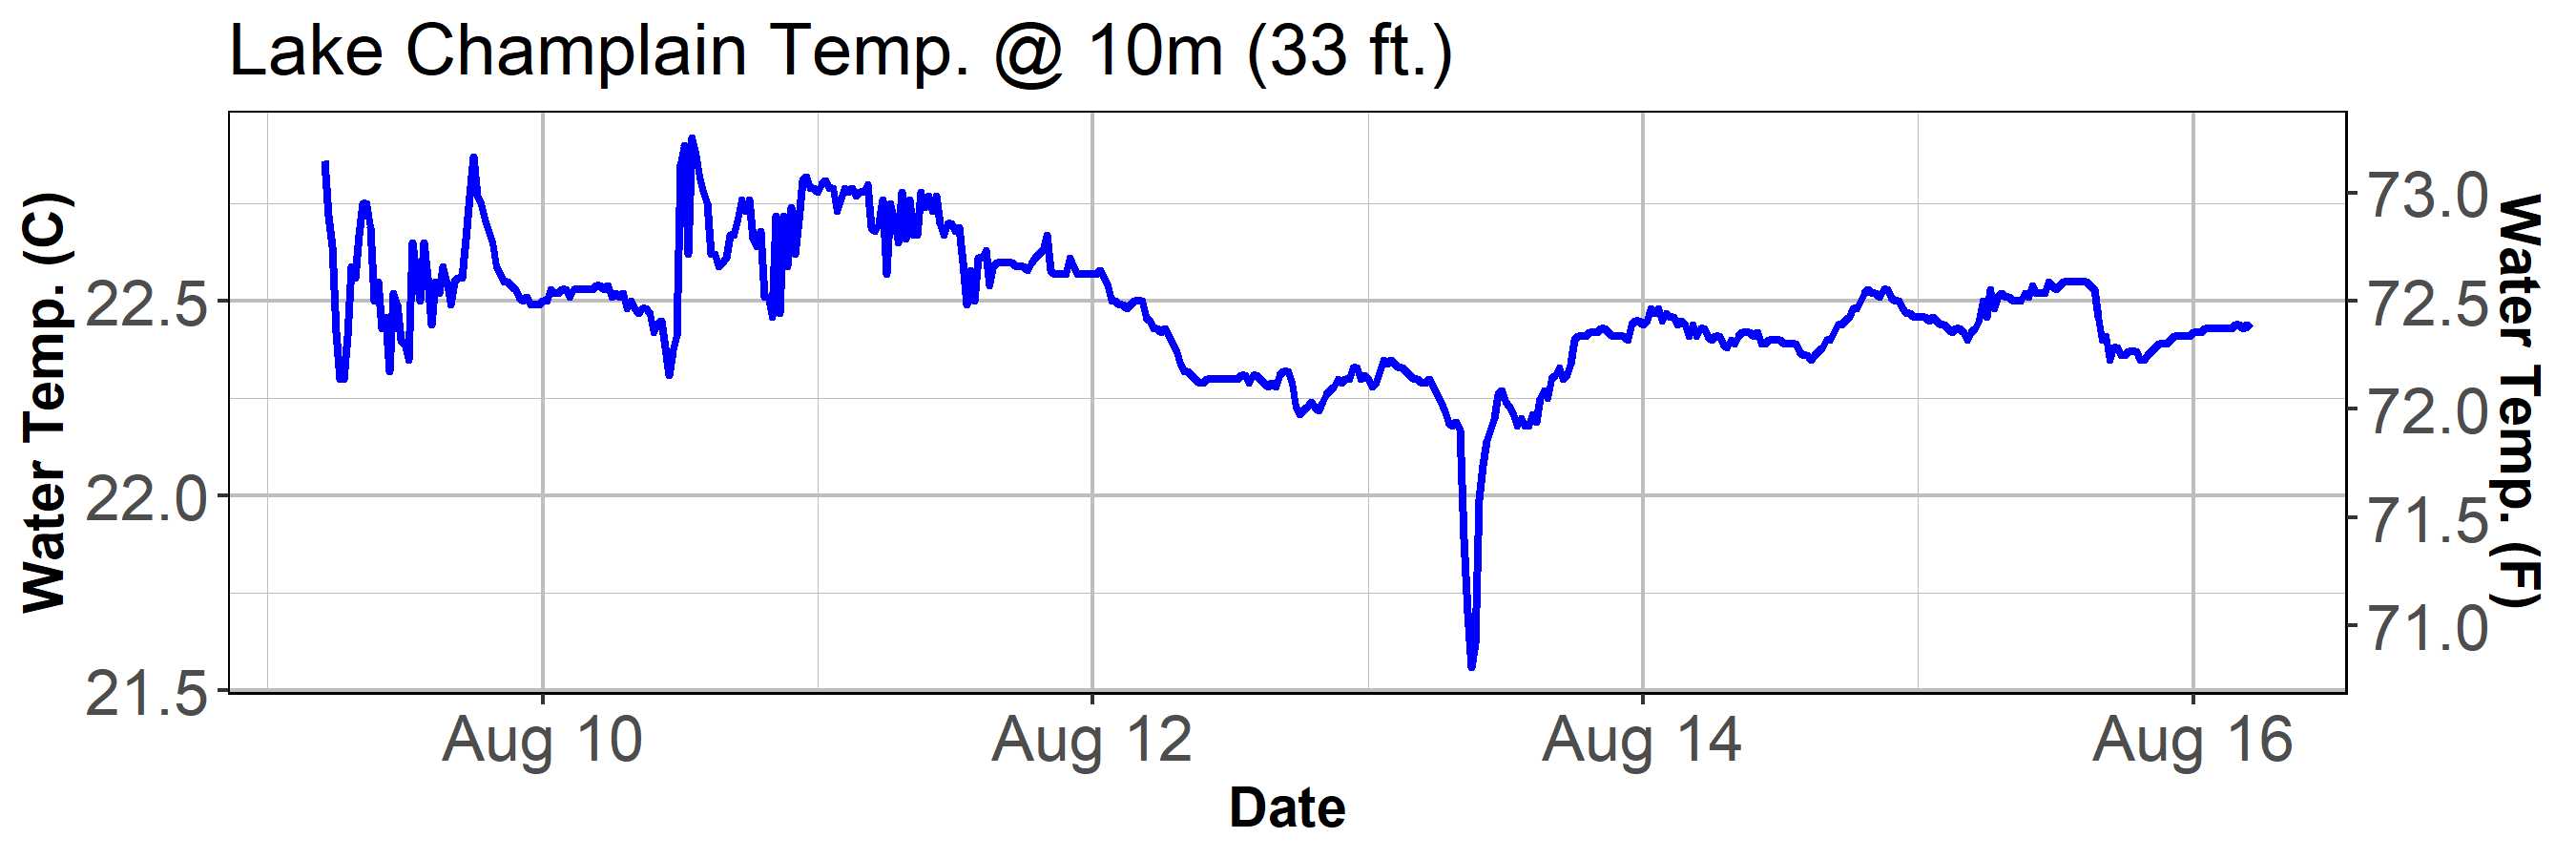 Lake Champlain Temp. @ 10m (33 ft.)
Water Temp. (C)
22.5
22.0
21.5
73.0
72.5
72.0
71.5
71.0
Water Temp. (F)
Aug 10 Aug 12 Aug 14 Aug 16
Date